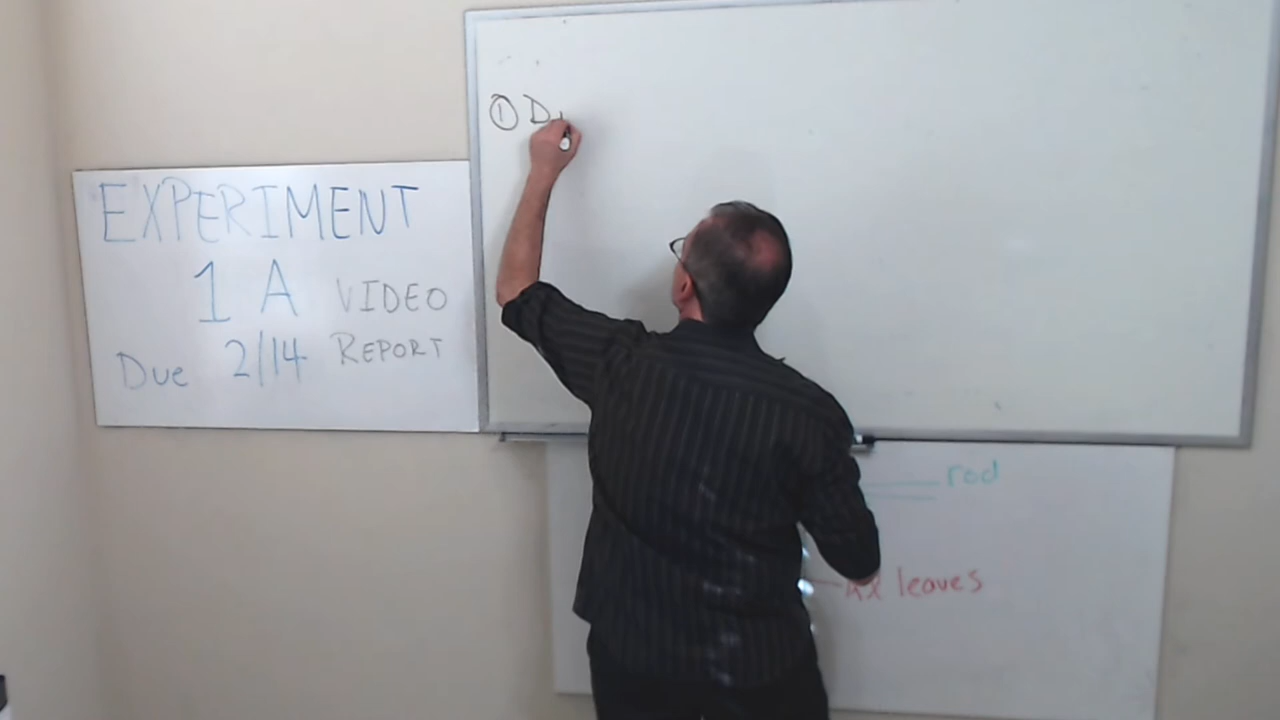 EXPERIMENT
1 A VIDEO
Due 2/14 REPORT
① D
rod
leaves